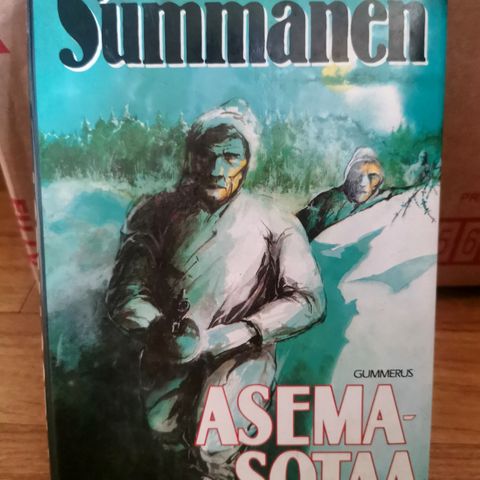 Summanen
GUMMERUS
ASEMA-
SOTAA